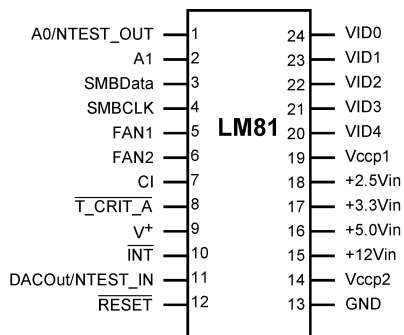 A0/NTEST_OUT 1 24 VID0
A1 2 23 VID1
SMBData 3 22 VID2
SMBCLK 4 21 VID3
FAN1 5 LM81 20 VID4
FAN2 6 19 Vccp1
CI 7 18 +2.5Vin
T_CRIT_A 8 17 +3.3Vin
V+ 9 16 +5.0Vin
INT 10 15 +12Vin
DACOut/NTEST_IN 11 14 Vccp2
RESET 12 13 GND